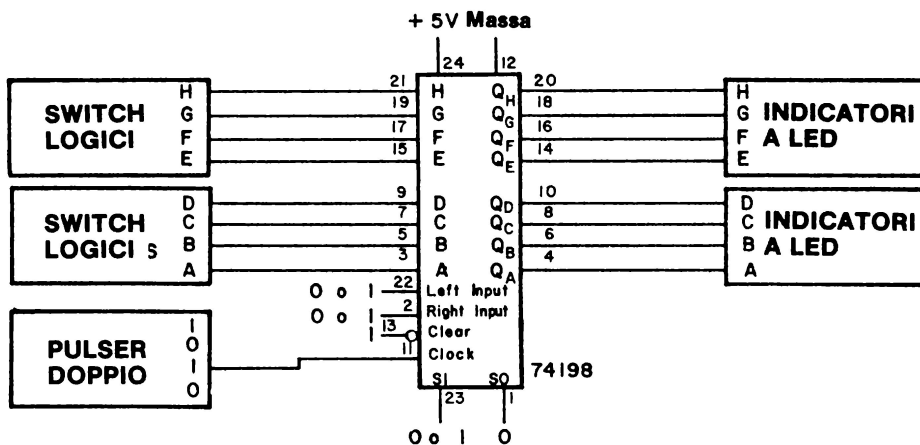 + 5V Massa
24 12
21 H QH 20
19 G QG 18
17 F QF 16
15 E QE 14
9 D QD 10
7 C QC 8
5 B QB 6
3 A QA 4
SWITCH
LOGICI
H
G
F
E
SWITCH
LOGICI s
D
C
B
A
INDICATORI
A LED
H
G
F
E
INDICATORI
A LED
D
C
B
A
0 o 1 22 Left Input
0 o 1 2 Right Input
1 13 Clear
11 Clock
PULSER
DOPPIO
1
0
1
0
74198
S1 S0
23 1
0 o 1 0